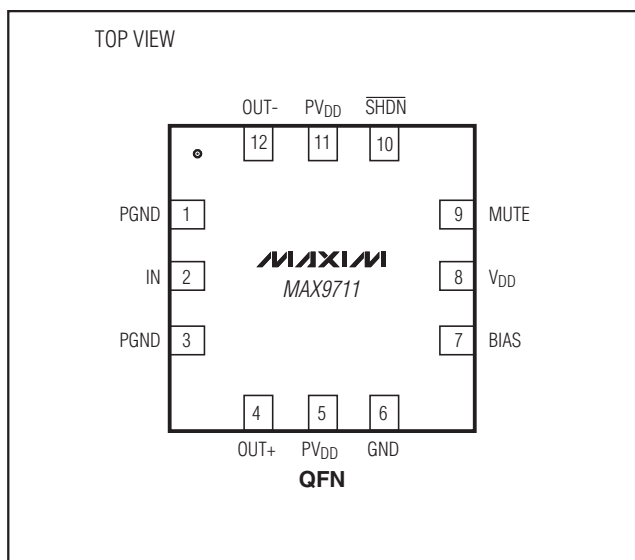 TOP VIEW
OUT- PVDD S̅H̅D̅N̅
12 11 10
PGND 1 9 MUTE
MAXIM
IN 2 8 VDD
MAX9711
PGND 3 7 BIAS
4 5 6
OUT+ PVDD GND
QFN